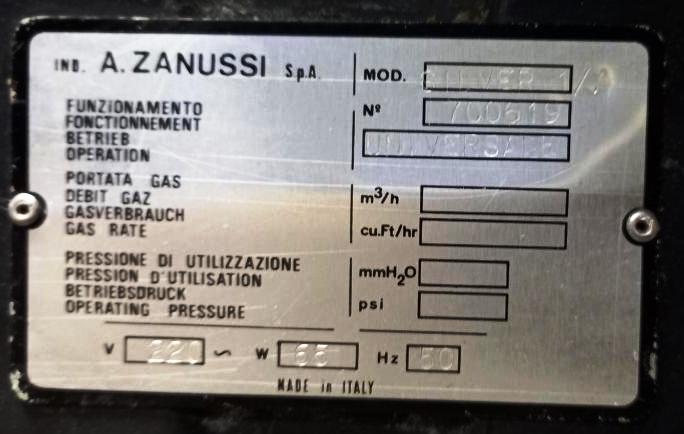 IND. A. ZANUSSI S.p.A.
MOD. SILVER 1/
Nº 700619
FUNZIONAMENTO
FONCTIONNEMENT
BETRIEB
OPERATION
UNIVERSALE
PORTATA GAS
DEBIT GAZ
GASVERBRAUCH
GAS RATE
m³/h
cu.Ft/hr
PRESSIONE DI UTILIZZAZIONE
PRESSION D'UTILISATION
BETRIEBSDRUCK
OPERATING PRESSURE
mmH₂O
psi
V 220 ~ W 65 Hz 50
MADE in ITALY